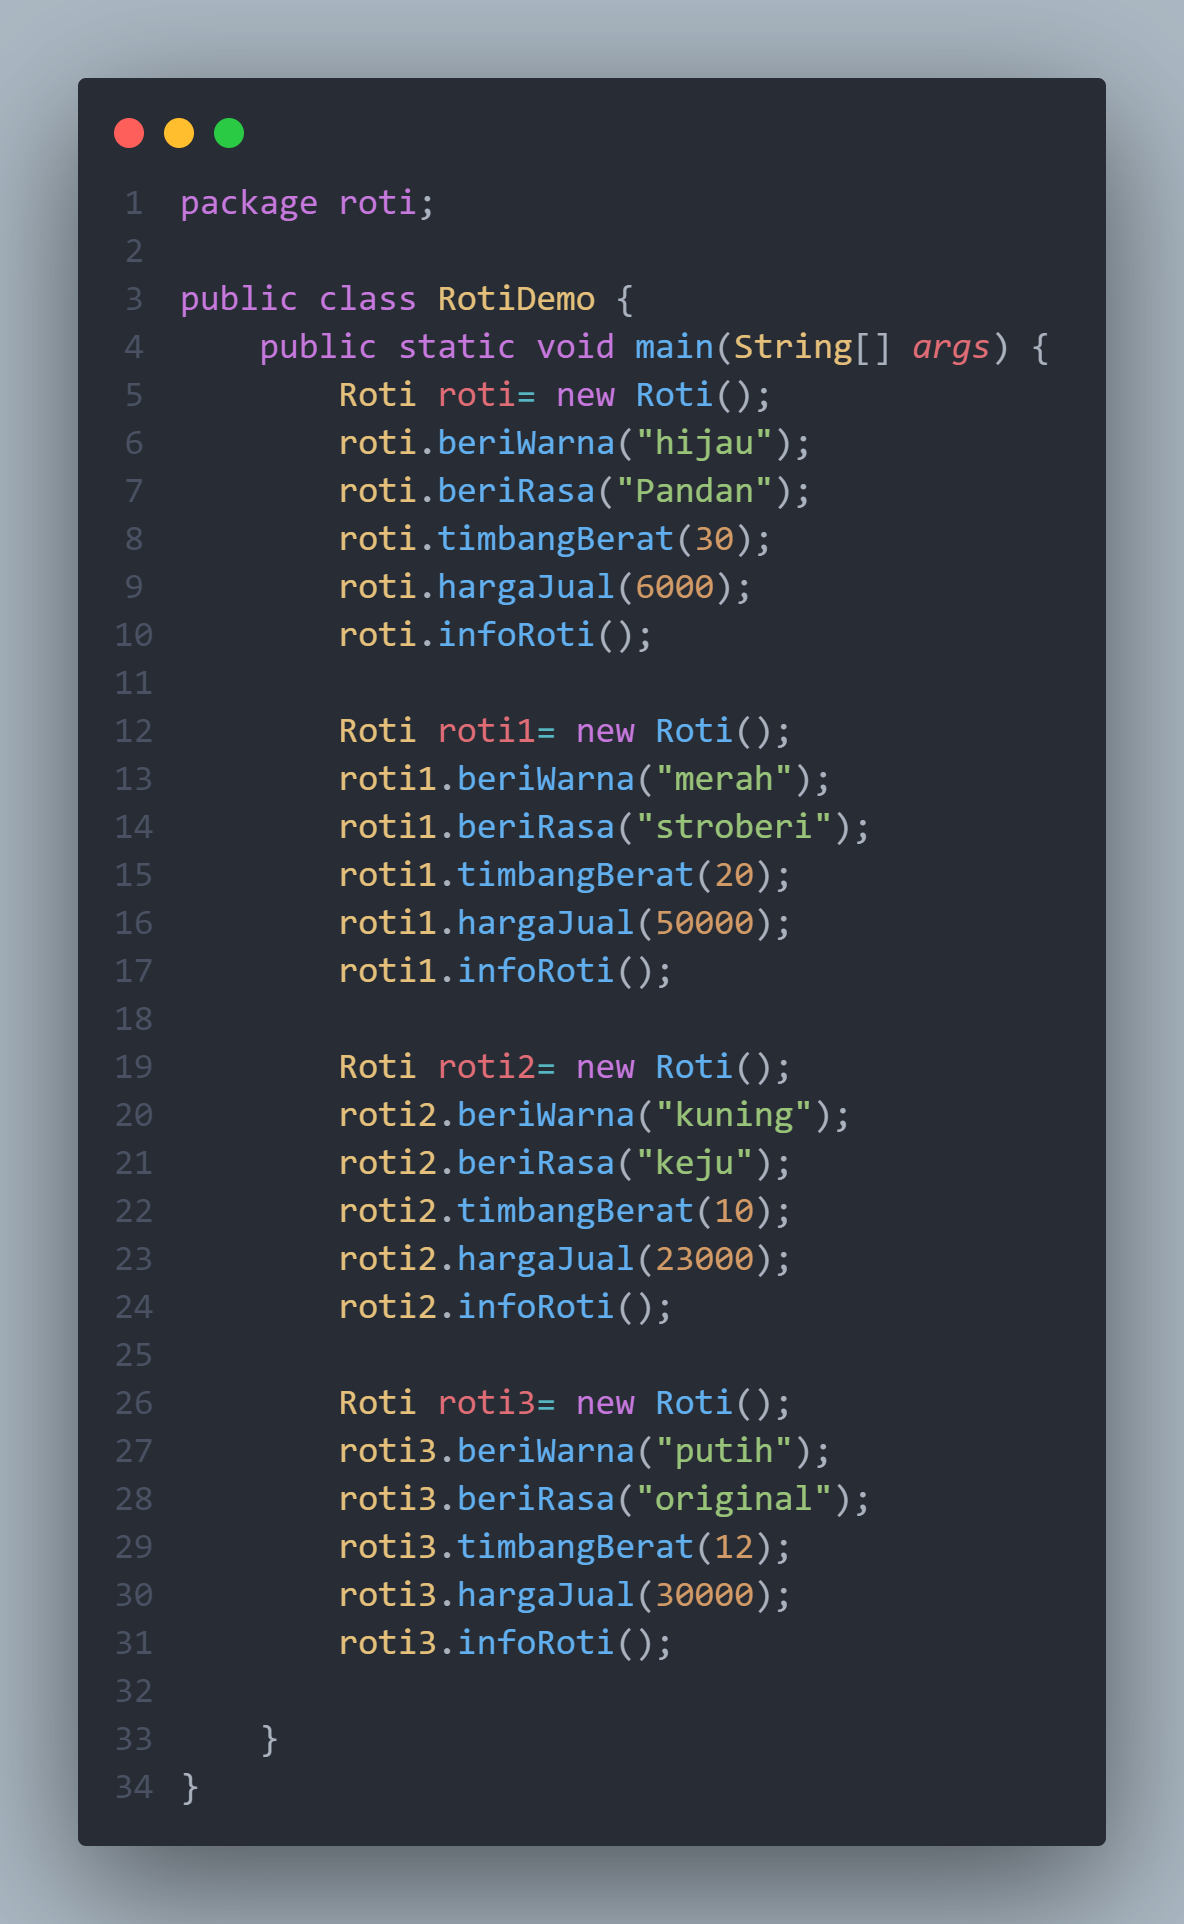 1 package roti;
2
3 public class RotiDemo {
4     public static void main(String[] args) {
5         Roti roti= new Roti();
6         roti.beriWarna("hijau");
7         roti.beriRasa("Pandan");
8         roti.timbangBerat(30);
9         roti.hargaJual(6000);
10         roti.infoRoti();
11
12         Roti roti1= new Roti();
13         roti1.beriWarna("merah");
14         roti1.beriRasa("stroberi");
15         roti1.timbangBerat(20);
16         roti1.hargaJual(50000);
17         roti1.infoRoti();
18
19         Roti roti2= new Roti();
20         roti2.beriWarna("kuning");
21         roti2.beriRasa("keju");
22         roti2.timbangBerat(10);
23         roti2.hargaJual(23000);
24         roti2.infoRoti();
25
26         Roti roti3= new Roti();
27         roti3.beriWarna("putih");
28         roti3.beriRasa("original");
29         roti3.timbangBerat(12);
30         roti3.hargaJual(30000);
31         roti3.infoRoti();
32
33     }
34 }